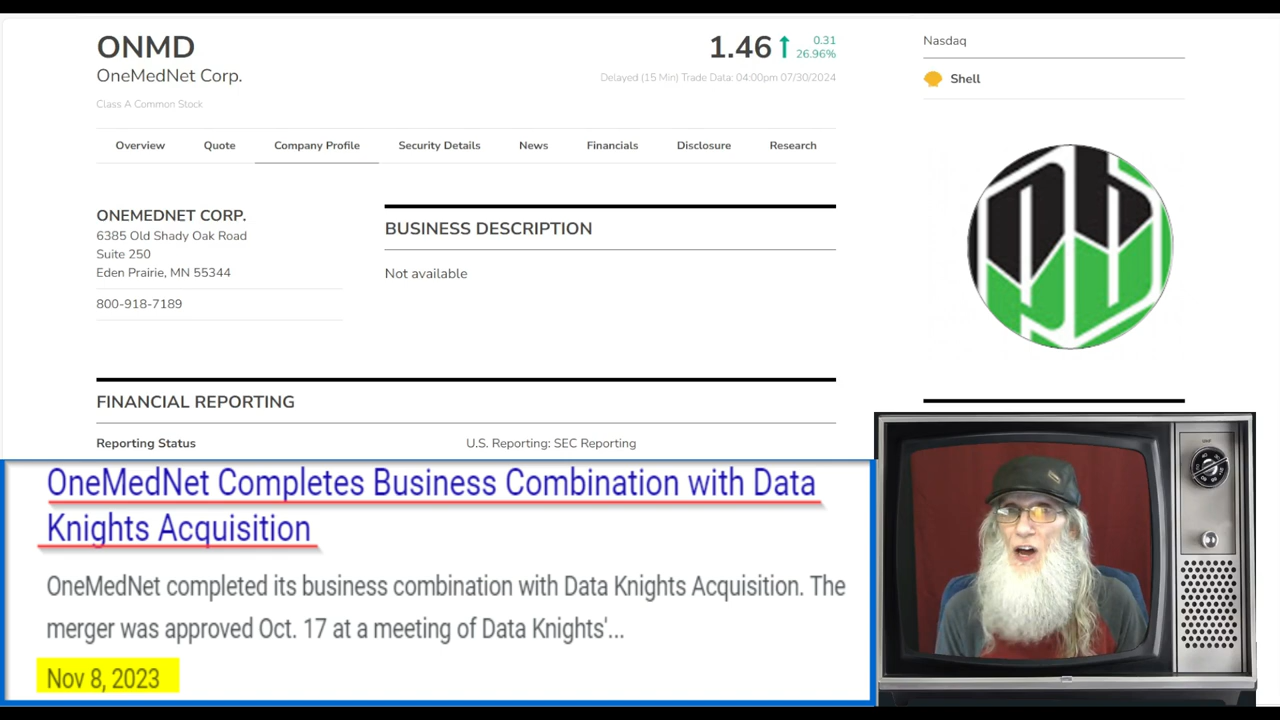 ONMD
1.46
0.31
26.96%
OneMedNet Corp.
Delayed (15 Min) Trade Data: 04:00pm 07/30/2024
Class A Common Stock
Nasdaq
Shell
Overview Quote Company Profile Security Details News Financials Disclosure Research
ONEMEDNET CORP.
6385 Old Shady Oak Road
Suite 250
Eden Prairie, MN 55344
800-918-7189
BUSINESS DESCRIPTION
Not available
FINANCIAL REPORTING
Reporting Status U.S. Reporting: SEC Reporting
OneMedNet Completes Business Combination with Data
Knights Acquisition
OneMedNet completed its business combination with Data Knights Acquisition. The
merger was approved Oct. 17 at a meeting of Data Knights'...
Nov 8, 2023